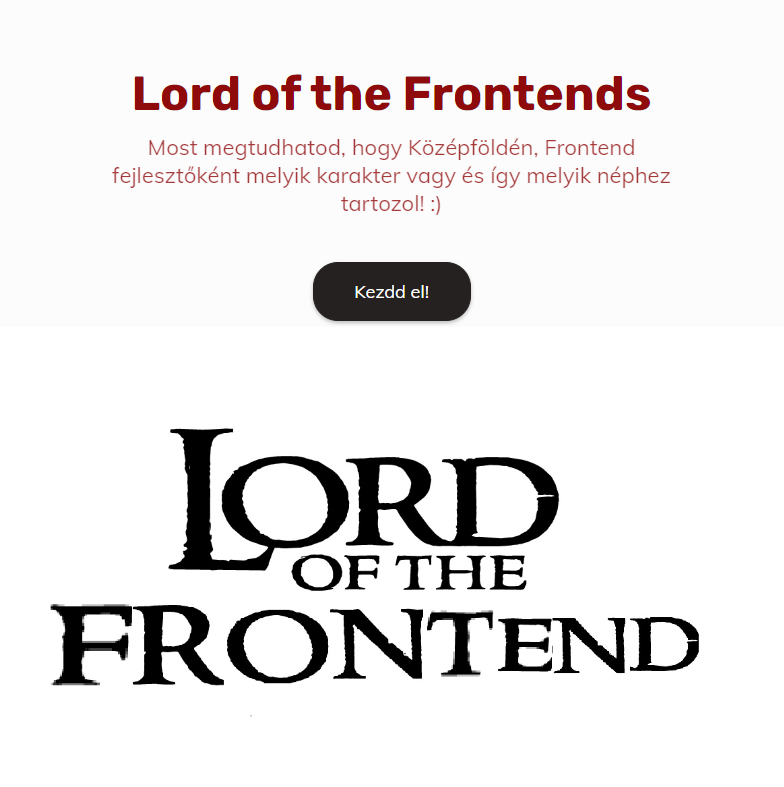 Lord of the Frontends
Most megtudhatod, hogy Középföldén, Frontend
fejlesztőként melyik karakter vagy és így melyik néphez
tartozol! :)
Kezdd el!
LORD
OF THE
FRONTEND